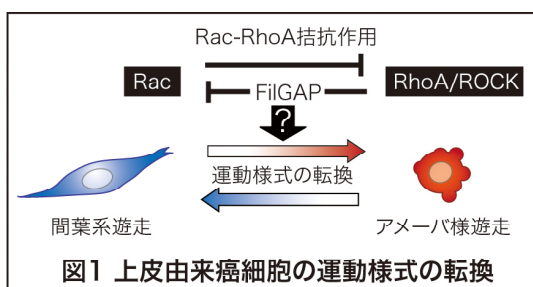 Rac-RhoA拮抗作用
Rac
FilGAP
RhoA/ROCK
?
運動様式の転換
間葉系遊走
アメーバ様遊走
図1 上皮由来癌細胞の運動様式の転換